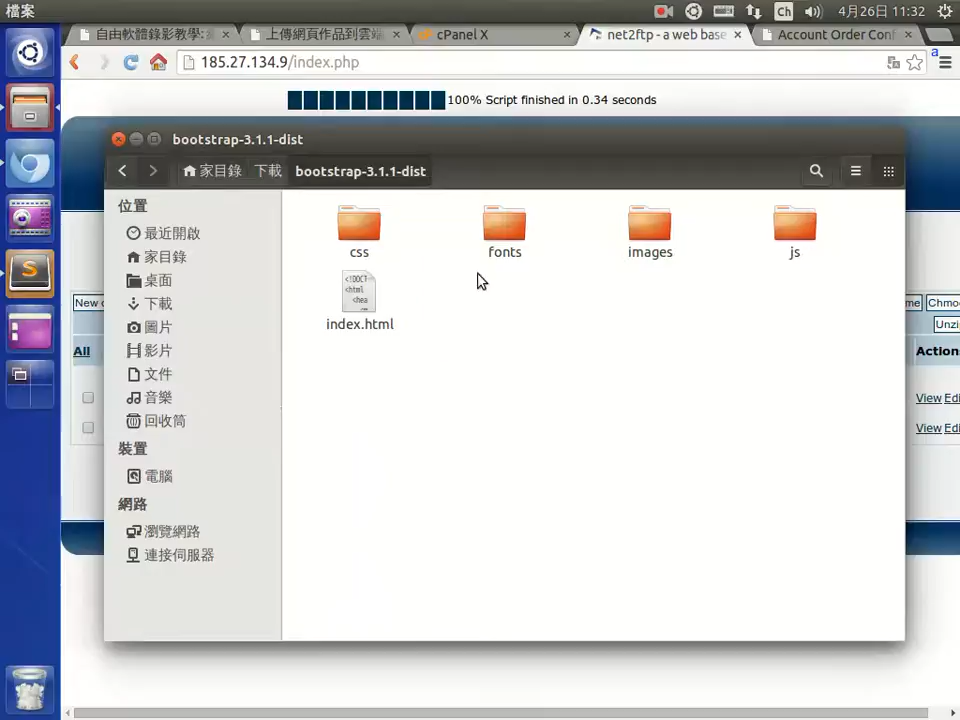 檔案
Ch
4月26日 11:32
自由軟體錄影教學:
上傳網頁作品到雲端
cPanel X
net2ftp - a web base
Account Order Conf
185.27.134.9/index.php
a
100% Script finished in 0.34 seconds
bootstrap-3.1.1-dist
家目錄
下載
bootstrap-3.1.1-dist
位置
最近開啟
家目錄
桌面
下載
圖片
影片
文件
音樂
回收筒
裝置
電腦
網路
瀏覽網路
連接伺服器
css
fonts
images
js
<!DOCT
<html
<hea
index.html
New
All
me
Chmo
Unzi
Action
View Edi
View Edi
S